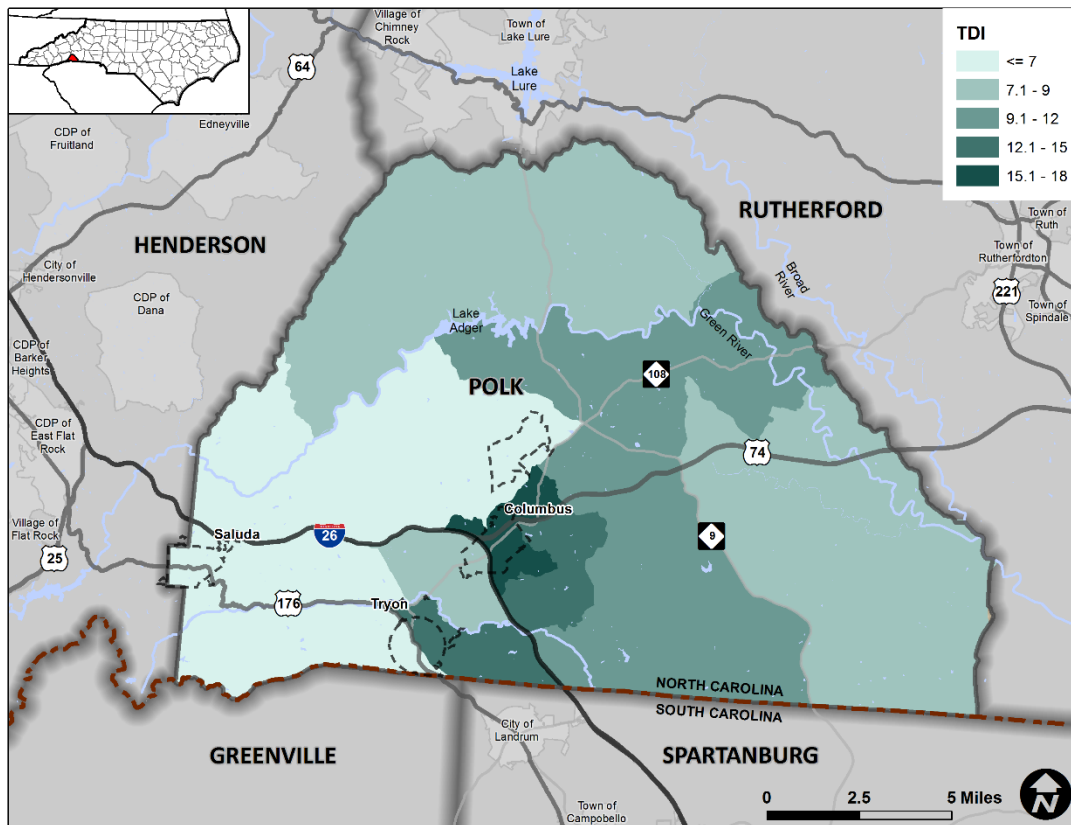 Village of
Chimney
Rock
Town of
Lake Lure
Lake
Lure
64
Edneyville
CDP of
Fruitland
TDI
<= 7
7.1 - 9
9.1 - 12
12.1 - 15
15.1 - 18
HENDERSON
RUTHERFORD
Town of
Ruth
Town of
Rutherfordton
City of
Hendersonville
CDP of
Dana
Broad
River
221
Town of
Spindale
Lake
Adger
Green River
CDP of
Barker
Heights
108
POLK
CDP of
East Flat
Rock
74
Columbus
Village of
Flat Rock
Saluda
INTERSTATE
26
9
25
176
Tryon
NORTH CAROLINA
SOUTH CAROLINA
GREENVILLE
City of
Landrum
SPARTANBURG
Town of
Campobello
0 2.5 5 Miles
N